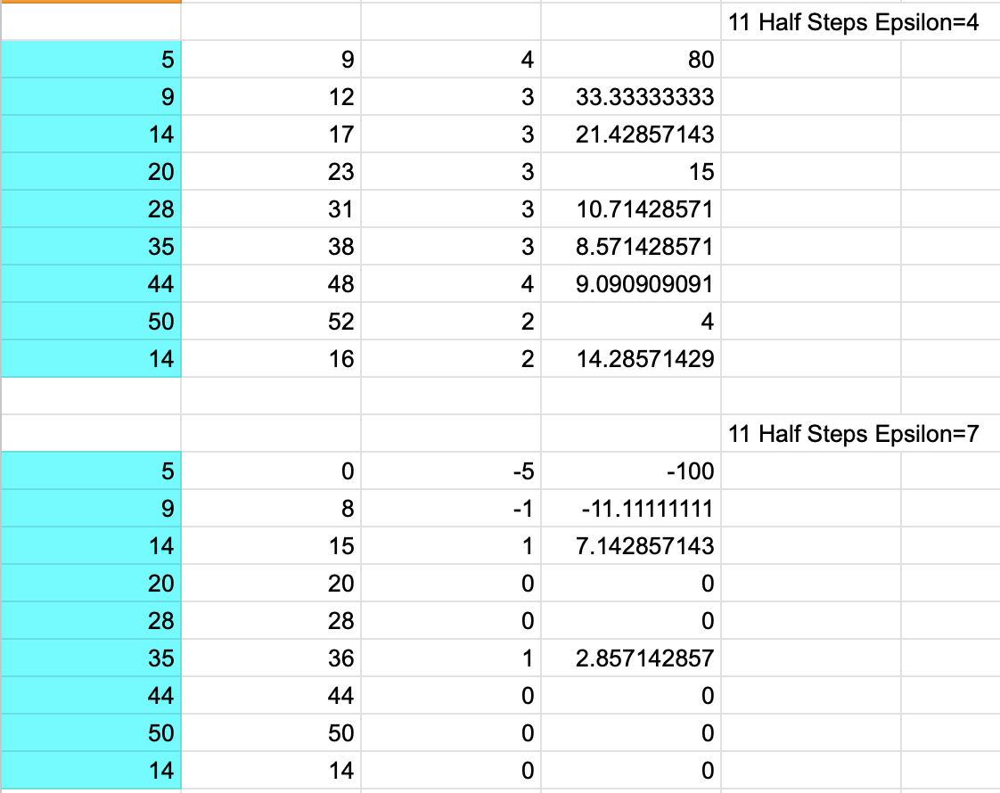 11 Half Steps Epsilon=4
5 9 4 80
9 12 3 33.33333333
14 17 3 21.42857143
20 23 3 15
28 31 3 10.71428571
35 38 3 8.571428571
44 48 4 9.090909091
50 52 2 4
14 16 2 14.28571429
11 Half Steps Epsilon=7
5 0 -5 -100
9 8 -1 -11.11111111
14 15 1 7.142857143
20 20 0 0
28 28 0 0
35 36 1 2.857142857
44 44 0 0
50 50 0 0
14 14 0 0